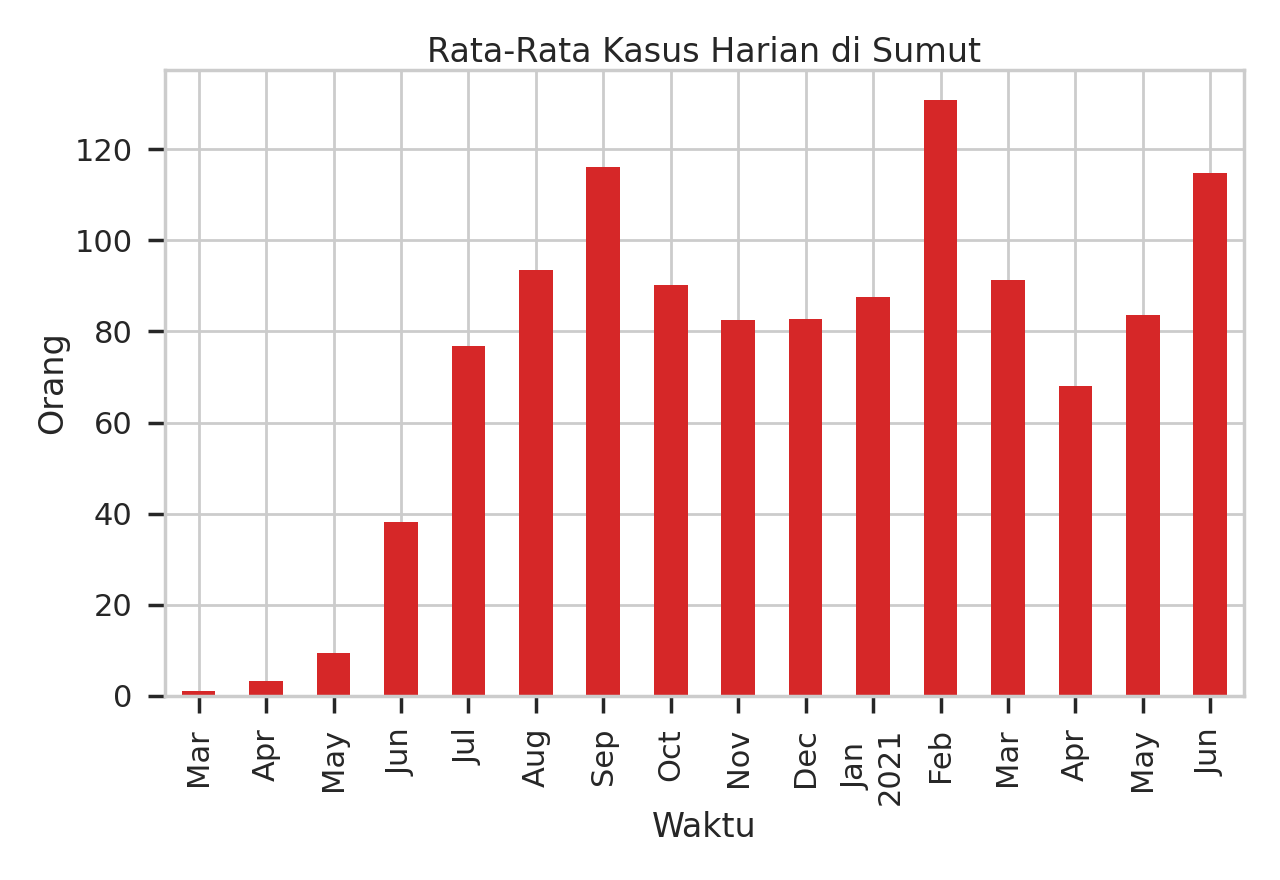 Rata-Rata Kasus Harian di Sumut
Orang
120
100
80
60
40
20
0
Mar
Apr
May
Jun
Jul
Aug
Sep
Oct
Nov
Dec
Jan
2021
Feb
Mar
Apr
May
Jun
Waktu